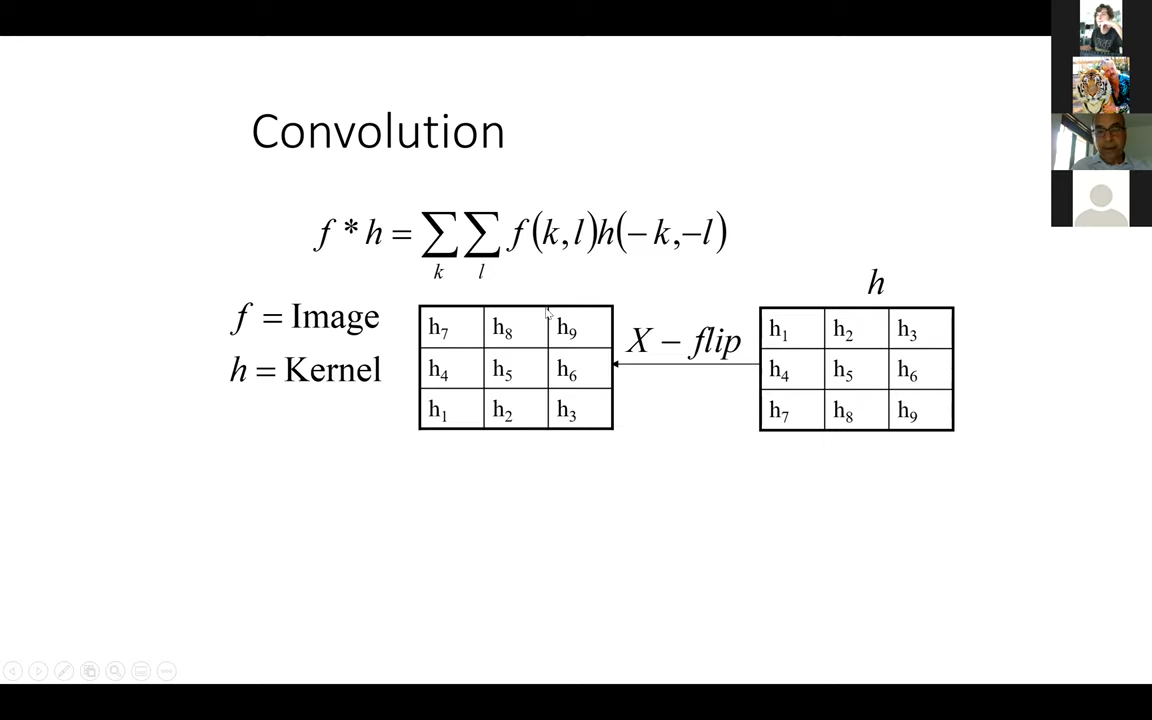 Convolution
f * h = ∑∑ f(k,l)h(−k,−l)
k l
h
f = Image
h = Kernel
h₇ h₈ h₉
h₄ h₅ h₆
h₁ h₂ h₃
X − flip
h₁ h₂ h₃
h₄ h₅ h₆
h₇ h₈ h₉